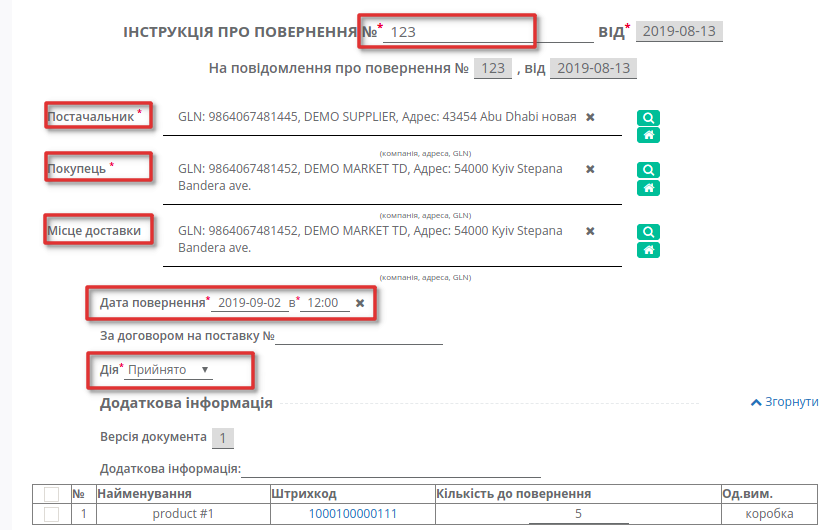 ІНСТРУКЦІЯ ПРО ПОВЕРНЕННЯ №* 123 ВІД* 2019-08-13
На повідомлення про повернення № 123 , від 2019-08-13
Постачальник * GLN: 9864067481445, DEMO SUPPLIER, Адрес: 43454 Abu Dhabi новая ✖
(компанія, адреса, GLN)
Покупець * GLN: 9864067481452, DEMO MARKET TD, Адрес: 54000 Kyiv Stepana ✖
Bandera ave.
(компанія, адреса, GLN)
Місце доставки GLN: 9864067481452, DEMO MARKET TD, Адрес: 54000 Kyiv Stepana ✖
Bandera ave.
(компанія, адреса, GLN)
Дата повернення* 2019-09-02 в* 12:00 ✖
За договором на поставку №
Дія* Прийнято ▼
Додаткова інформація Згорнути
Версія документа 1
Додаткова інформація:
№ Найменування Штрихкод Кількість до повернення Од.вим.
1 product #1 1000100000111 5 коробка